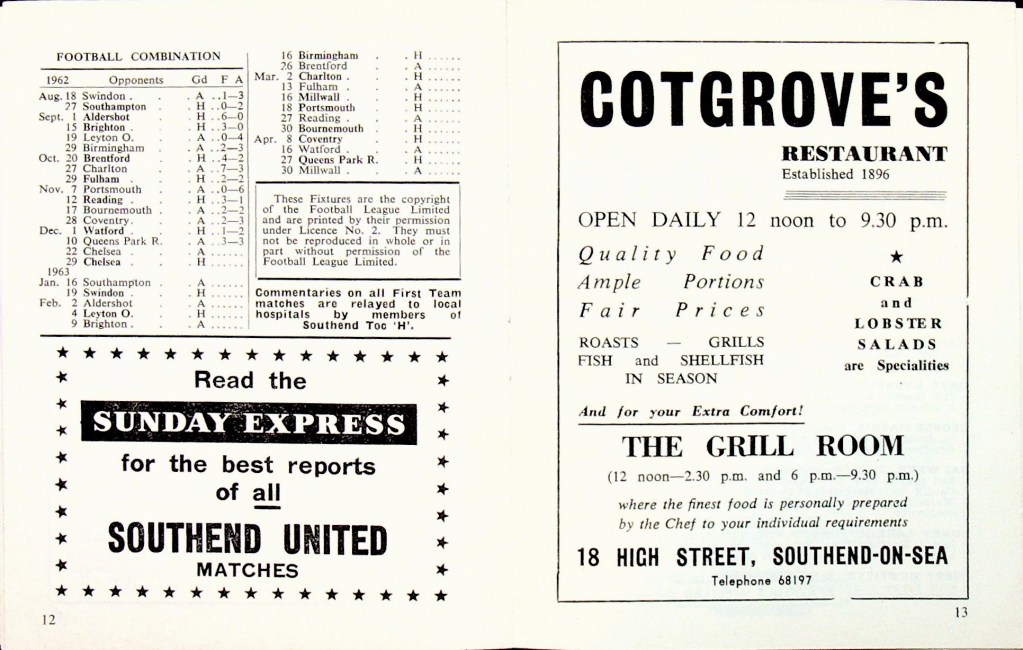 FOOTBALL COMBINATION
1962 Opponents Gd F A
Aug. 18 Swindon . . . A ..1—3
27 Southampton . . H ..0—2
Sept. 1 Aldershot . . H ..6—0
15 Brighton . . . H ..3—0
19 Leyton O. . . A ..0—4
29 Birmingham . . A ..2—3
Oct. 20 Brentford . . H ..4—2
27 Charlton . . A ..7—3
29 Fulham . . . H ..2—2
Nov. 7 Portsmouth . . A ..0—6
12 Reading . . . H ..3—1
17 Bournemouth . . A ..2—2
28 Coventry . . . A ..2—3
Dec. 1 Watford . . . H ..1—2
10 Queens Park R. . A ..3—3
22 Chelsea . . . A ......
29 Chelsea . . . H ......
1963
Jan. 16 Southampton . A ......
19 Swindon . . . H ......
Feb. 2 Aldershot . . A ......
4 Leyton O. . . H ......
9 Brighton . . . A ......
16 Birmingham . . H ......
26 Brentford . . A ......
Mar. 2 Charlton . . . H ......
13 Fulham . . . A ......
16 Millwall . . . H ......
18 Portsmouth . . H ......
27 Reading . . . A ......
30 Bournemouth . . H ......
Apr. 8 Coventry . . H ......
16 Watford . . . A ......
27 Queens Park R. . H ......
30 Millwall . . . A ......
These Fixtures are the copyright
of the Football League Limited
and are printed by their permission
under Licence No. 2. They must
not be reproduced in whole or in
part without permission of the
Football League Limited.
Commentaries on all First Team
matches are relayed to local
hospitals by members of
Southend Toc 'H'.
Read the
SUNDAY EXPRESS
for the best reports
of all
SOUTHEND UNITED
MATCHES
12
COTGROVE'S
RESTAURANT
Established 1896
OPEN DAILY 12 noon to 9.30 p.m.
Quality Food
Ample Portions
Fair Prices
ROASTS — GRILLS
FISH and SHELLFISH
IN SEASON
CRAB
and
LOBSTER
SALADS
are Specialities
And for your Extra Comfort!
THE GRILL ROOM
(12 noon—2.30 p.m. and 6 p.m.—9.30 p.m.)
where the finest food is personally prepared
by the Chef to your individual requirements
18 HIGH STREET, SOUTHEND-ON-SEA
Telephone 68197
13